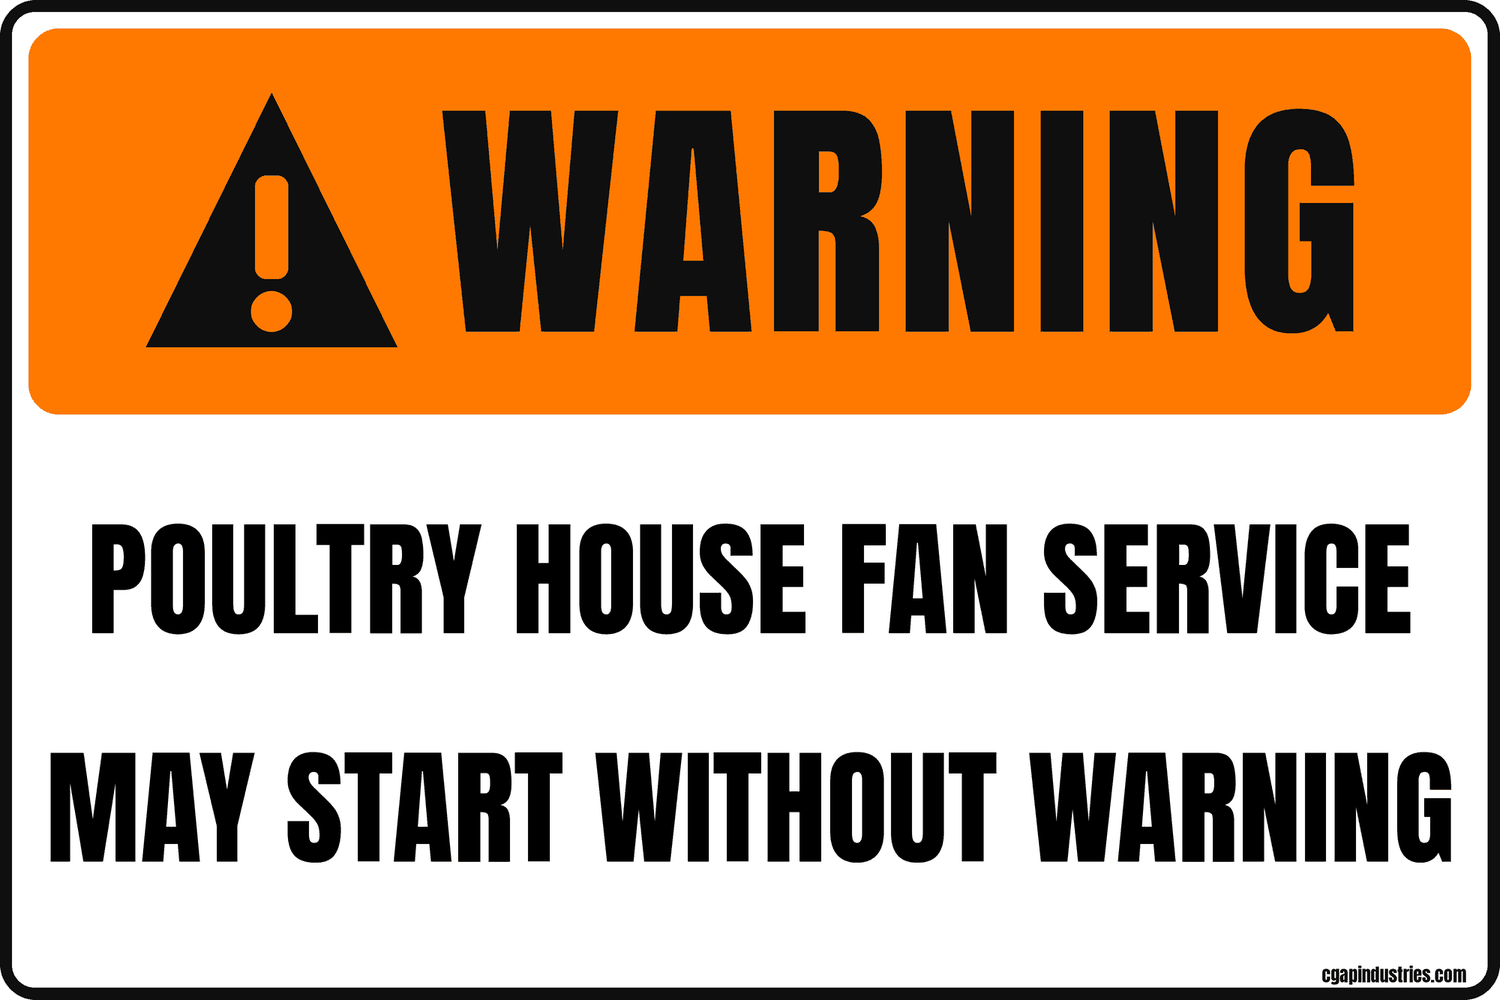 WARNING
POULTRY HOUSE FAN SERVICE
MAY START WITHOUT WARNING
cgapindustries.com